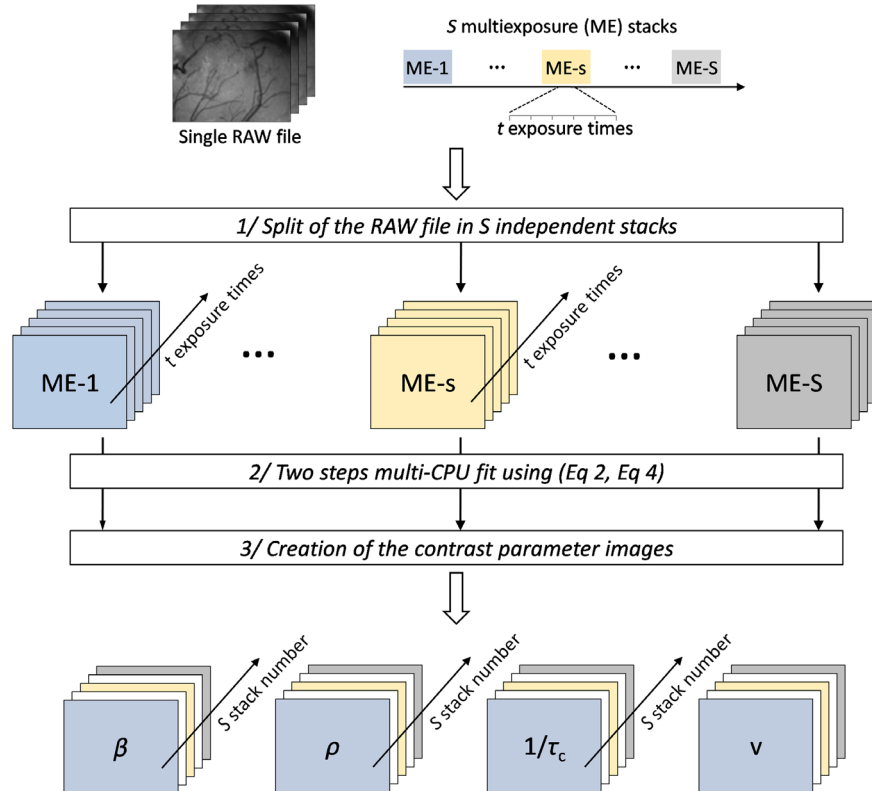 S multiexposure (ME) stacks
ME-1 ... ME-s ... ME-S
t exposure times
Single RAW file
1/ Split of the RAW file in S independent stacks
t exposure times
t exposure times
ME-1 ... ME-s ... ME-S
2/ Two steps multi-CPU fit using (Eq 2, Eq 4)
3/ Creation of the contrast parameter images
S stack number
S stack number
S stack number
β ρ 1/τc v